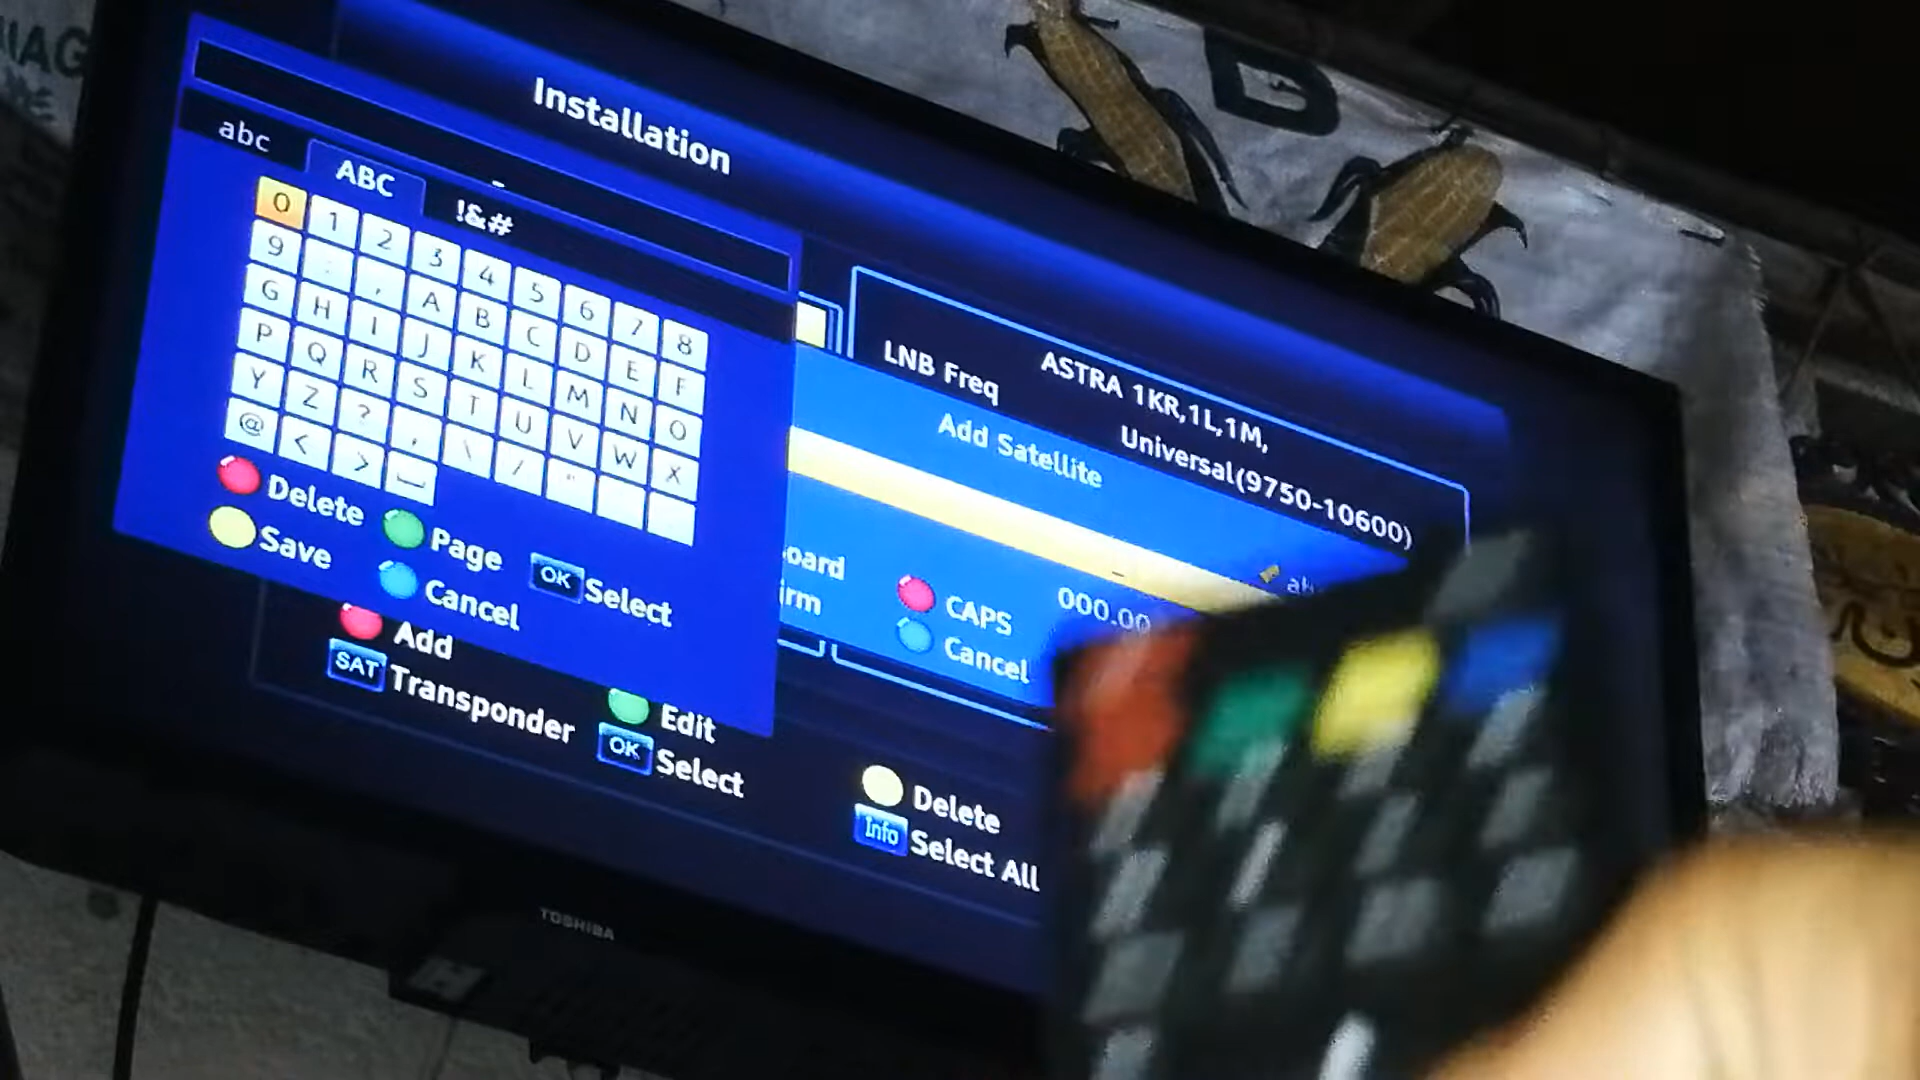 Installation
abc
ABC
!&#
0 1 2 3 4 5 6 7 8
9 : , A B C D E F
G H I J K L M N O
P Q R S T U V W X
Y Z ? . \ / "
@ < >
Delete
Page
OK Select
Save
Cancel
LNB Freq
ASTRA 1KR,1L,1M,
Universal(9750-10600)
Add Satellite
oard
irm
CAPS
000.00
Cancel
Add
SAT Transponder
Edit
OK Select
Delete
Info Select All
TOSHIBA
B